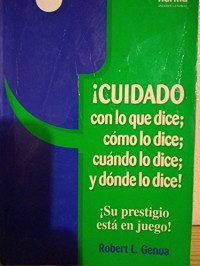 norma
¡CUIDADO
con lo que dice;
cómo lo dice;
cuándo lo dice;
y dónde lo dice!
¡Su prestigio
está en juego!
Robert L. Genua